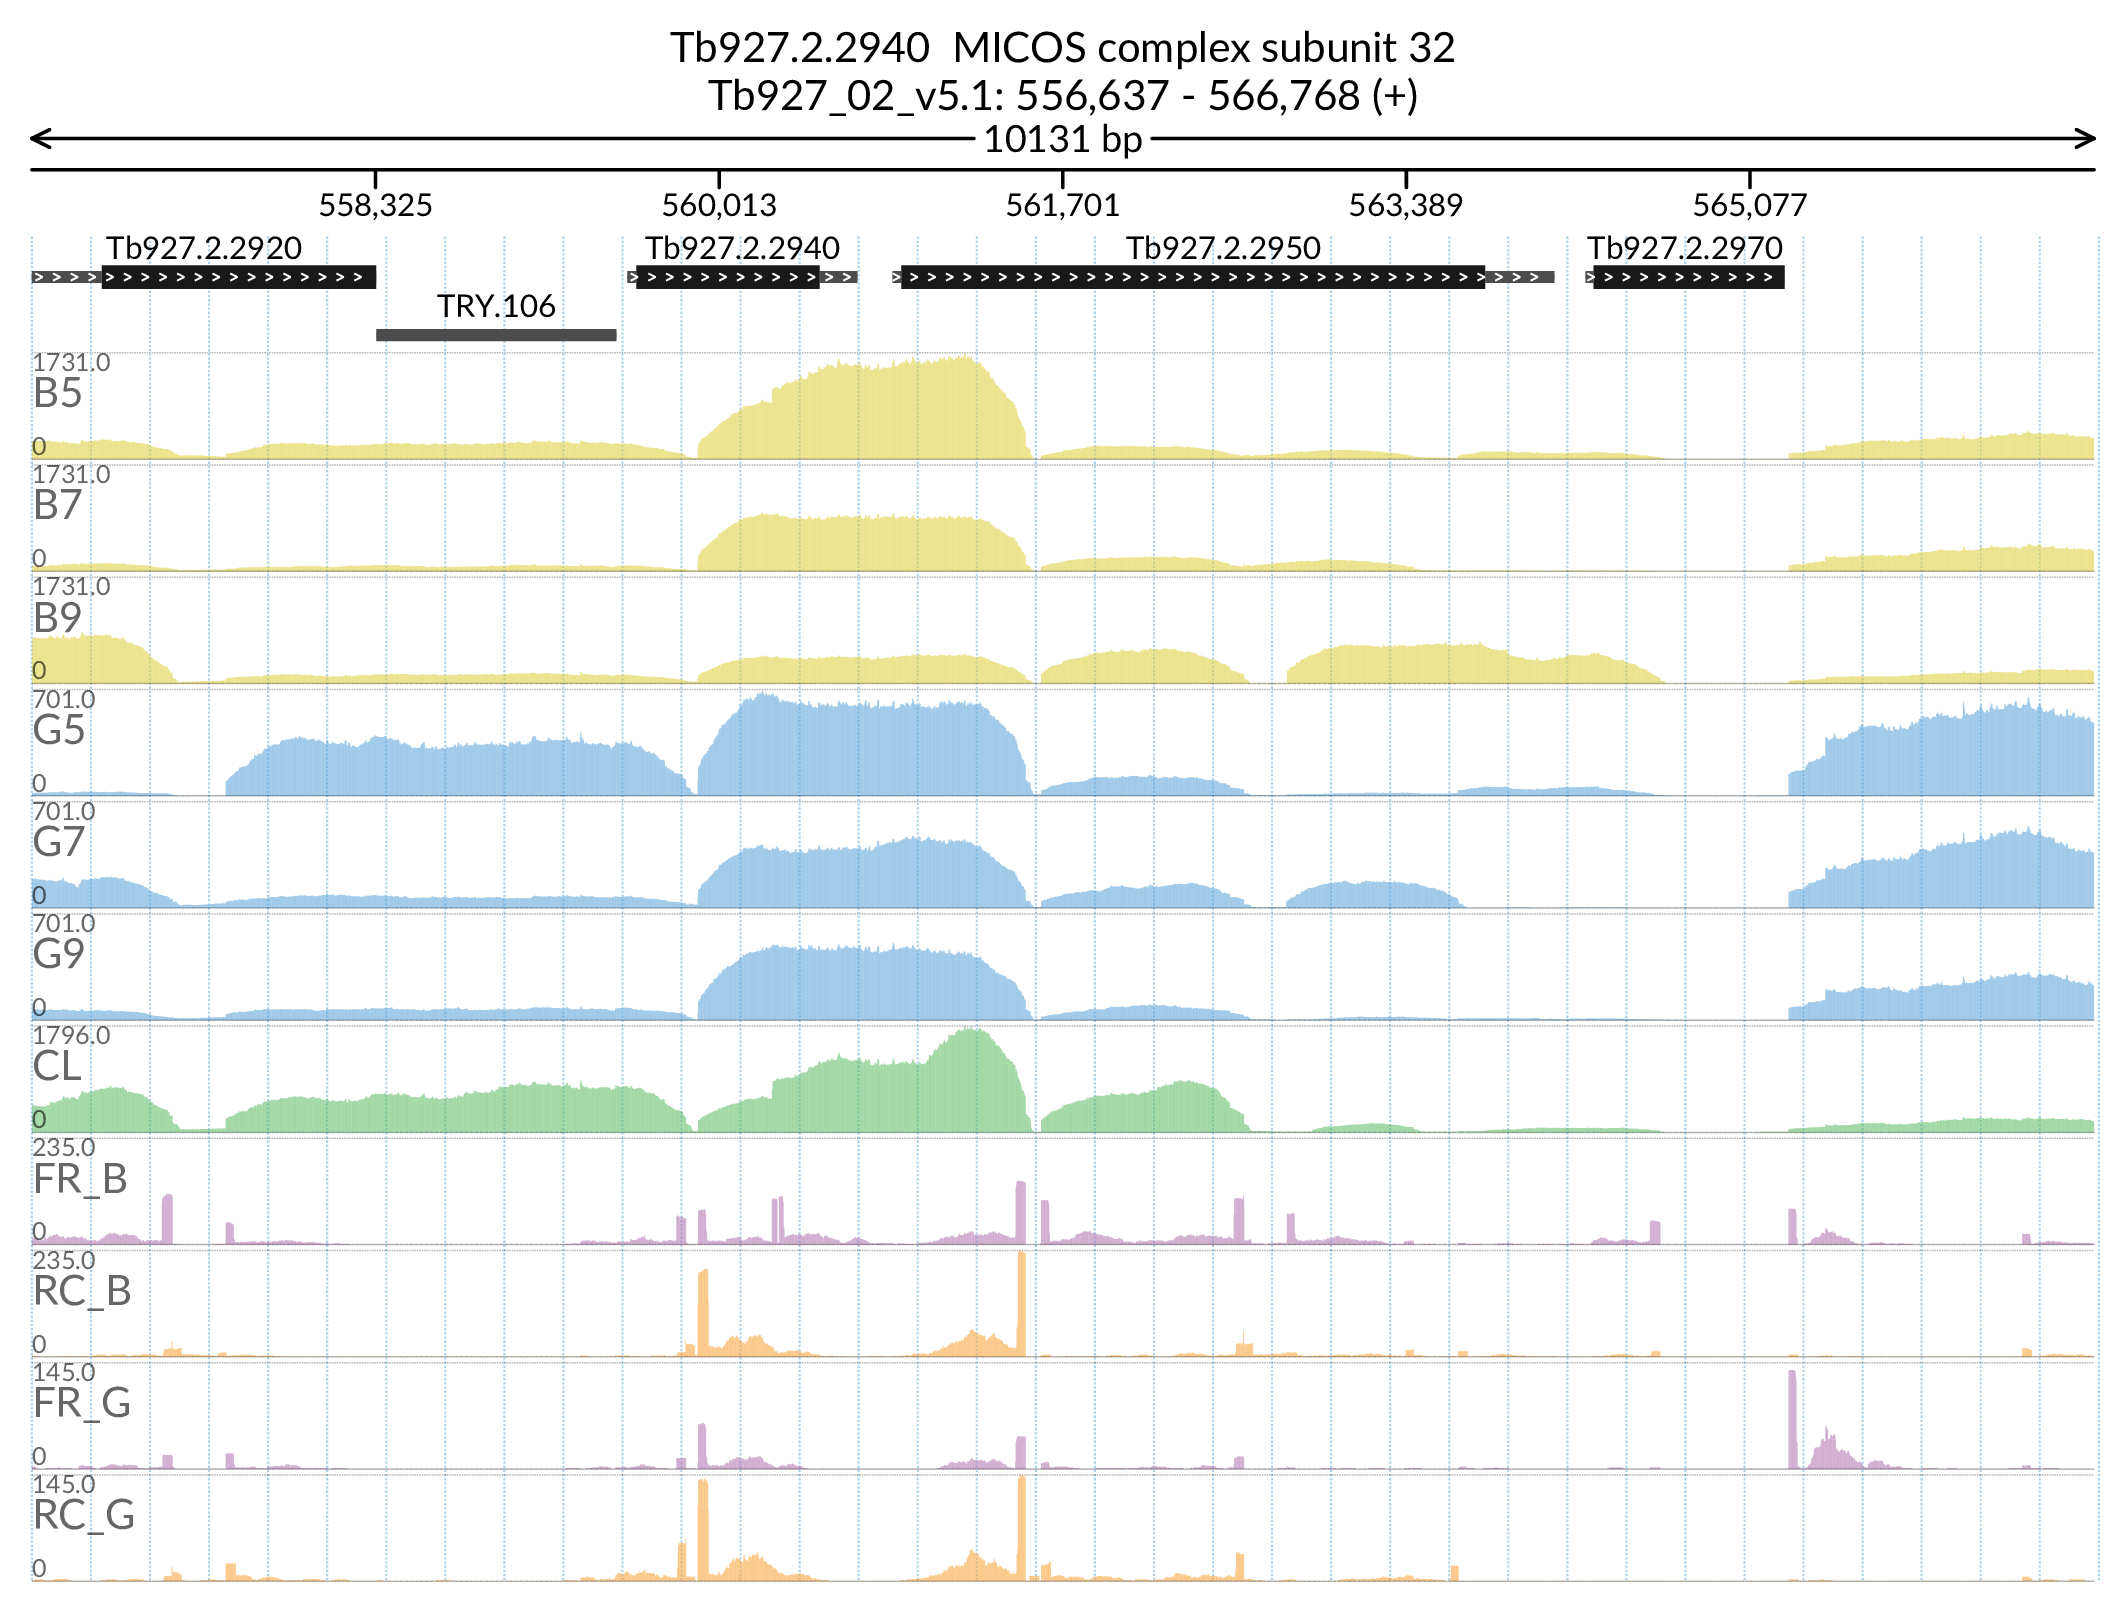 Tb927.2.2940  MICOS complex subunit 32
Tb927_02_v5.1: 556,637 - 566,768 (+)
10131 bp
558,325 560,013 561,701 563,389 565,077
Tb927.2.2920 Tb927.2.2940 Tb927.2.2950 Tb927.2.2970
TRY.106
1731.0
B5
0
1731.0
B7
0
1731.0
B9
0
701.0
G5
0
701.0
G7
0
701.0
G9
0
1796.0
CL
0
235.0
FR_B
0
235.0
RC_B
0
145.0
FR_G
0
145.0
RC_G
0